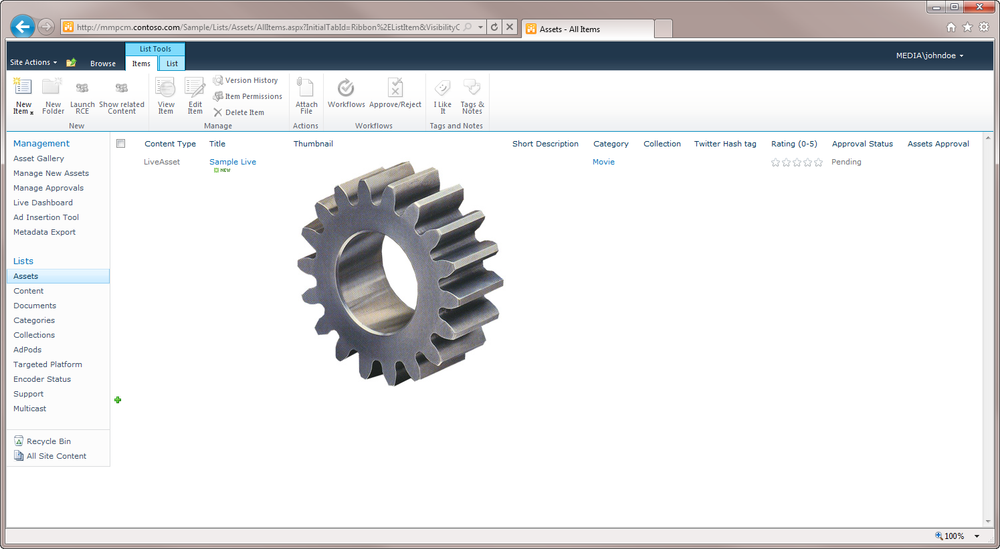 http://mmpcm.contoso.com/Sample/Lists/Assets/AllItems.aspx?InitialTabId=Ribbon%2EListItem&VisibilityC
Assets - All Items
List Tools
Site Actions
Browse
Items
List
MEDIA\johndoe
New Item
New Folder
Launch RCE
Show related Content
New
View Item
Edit Item
Version History
Item Permissions
Delete Item
Manage
Attach File
Actions
Workflows
Approve/Reject
Workflows
I Like It
Tags & Notes
Tags and Notes
Management
Asset Gallery
Manage New Assets
Manage Approvals
Live Dashboard
Ad Insertion Tool
Metadata Export
Lists
Assets
Content
Documents
Categories
Collections
AdPods
Targeted Platform
Encoder Status
Support
Multicast
Recycle Bin
All Site Content
Content Type Title Thumbnail Short Description Category Collection Twitter Hash tag Rating (0-5) Approval Status Assets Approval
LiveAsset Sample Live Movie Pending
NEW
100%